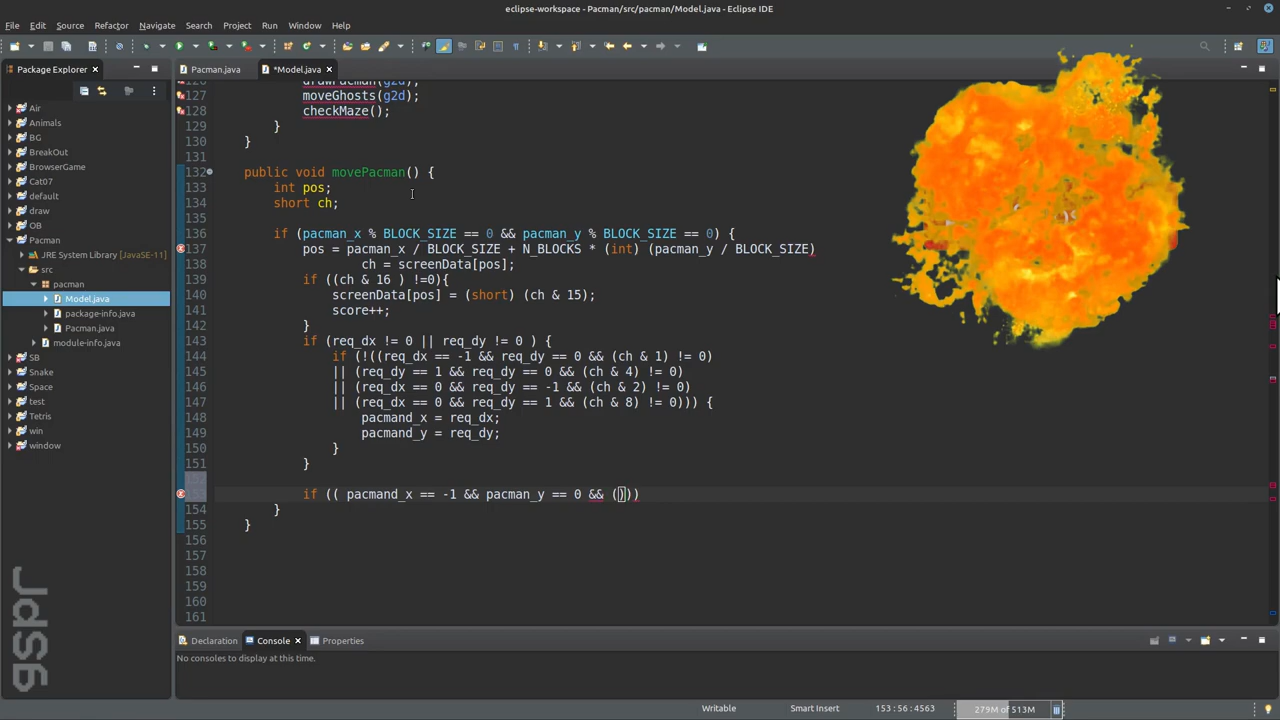 eclipse-workspace - Pacman/src/pacman/Model.java - Eclipse IDE
File Edit Source Refactor Navigate Search Project Run Window Help
Package Explorer
Pacman.java
*Model.java
Air
Animals
BG
BreakOut
BrowserGame
Cat07
default
draw
OB
Pacman
JRE System Library [JavaSE-11]
src
pacman
Model.java
package-info.java
Pacman.java
module-info.java
SB
Snake
Space
test
Tetris
win
window
126 drawPacman(g2d);
127 moveGhosts(g2d);
128 checkMaze();
129 }
130 }
131
132 public void movePacman() {
133 int pos;
134 short ch;
135
136 if (pacman_x % BLOCK_SIZE == 0 && pacman_y % BLOCK_SIZE == 0) {
137 pos = pacman_x / BLOCK_SIZE + N_BLOCKS * (int) (pacman_y / BLOCK_SIZE)
138 ch = screenData[pos];
139 if ((ch & 16 ) !=0){
140 screenData[pos] = (short) (ch & 15);
141 score++;
142 }
143 if (req_dx != 0 || req_dy != 0 ) {
144 if (!((req_dx == -1 && req_dy == 0 && (ch & 1) != 0)
145 || (req_dy == 1 && req_dy == 0 && (ch & 4) != 0)
146 || (req_dx == 0 && req_dy == -1 && (ch & 2) != 0)
147 || (req_dx == 0 && req_dy == 1 && (ch & 8) != 0))) {
148 pacmand_x = req_dx;
149 pacmand_y = req_dy;
150 }
151 }
152
153 if (( pacmand_x == -1 && pacman_y == 0 && ()))
154 }
155 }
156
157
158
159
160
161
Declaration Console Properties
No consoles to display at this time.
Writable Smart Insert 153 : 56 : 4563 279M of 513M